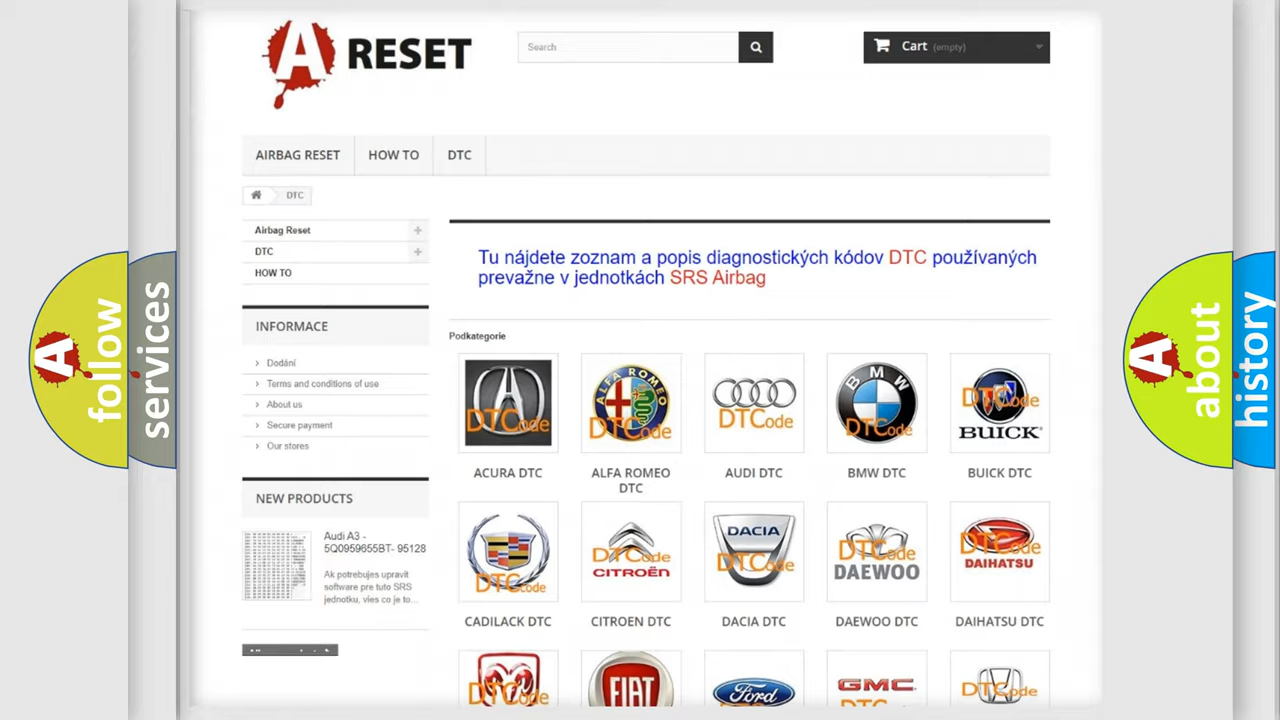 A RESET
Search
Cart (empty)
AIRBAG RESET
HOW TO
DTC
DTC
Airbag Reset
DTC
HOW TO
Tu nájdete zoznam a popis diagnostických kódov DTC používaných
prevažne v jednotkách SRS Airbag
INFORMACE
Dodání
Terms and conditions of use
About us
Secure payment
Our stores
NEW PRODUCTS
Audi A3 -
5Q0959655BT- 95128
Ak potrebujes upravit
software pre tuto SRS
jednotku, vies co je to...
Podkategorie
DTCode
ALFA ROMEO
DTCode
DTCode
BMW
DTCode
DTCode
BUICK
ACURA DTC
ALFA ROMEO
DTC
AUDI DTC
BMW DTC
BUICK DTC
DTCode
DTCode
CITROËN
DACIA
DTCode
DTCode
DAEWOO
DTCode
DAIHATSU
CADILACK DTC
CITROEN DTC
DACIA DTC
DAEWOO DTC
DAIHATSU DTC
DTCode
FIAT
Ford
GMC
DTCode
A follow
services
A about
history